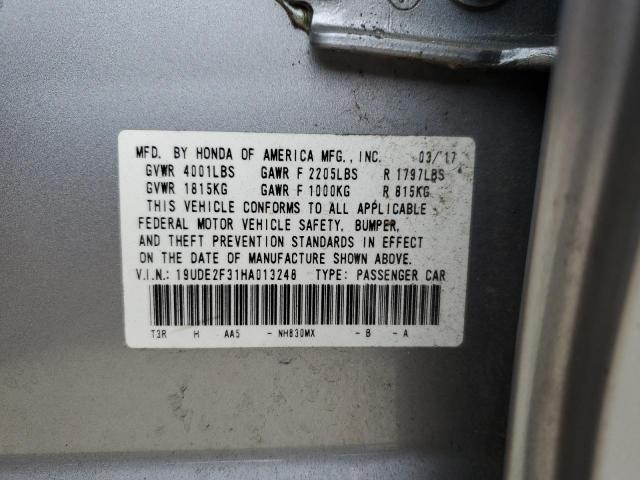 MFD. BY HONDA OF AMERICA MFG., INC. 03/17
GVWR 4001LBS GAWR F 2205LBS R 1797LBS
GVWR 1815KG GAWR F 1000KG R 815KG
THIS VEHICLE CONFORMS TO ALL APPLICABLE
FEDERAL MOTOR VEHICLE SAFETY, BUMPER,
AND THEFT PREVENTION STANDARDS IN EFFECT
ON THE DATE OF MANUFACTURE SHOWN ABOVE.
V.I.N.: 19UDE2F31HA013248 TYPE: PASSENGER CAR
T3R H AA5 - NH830MX - B - A